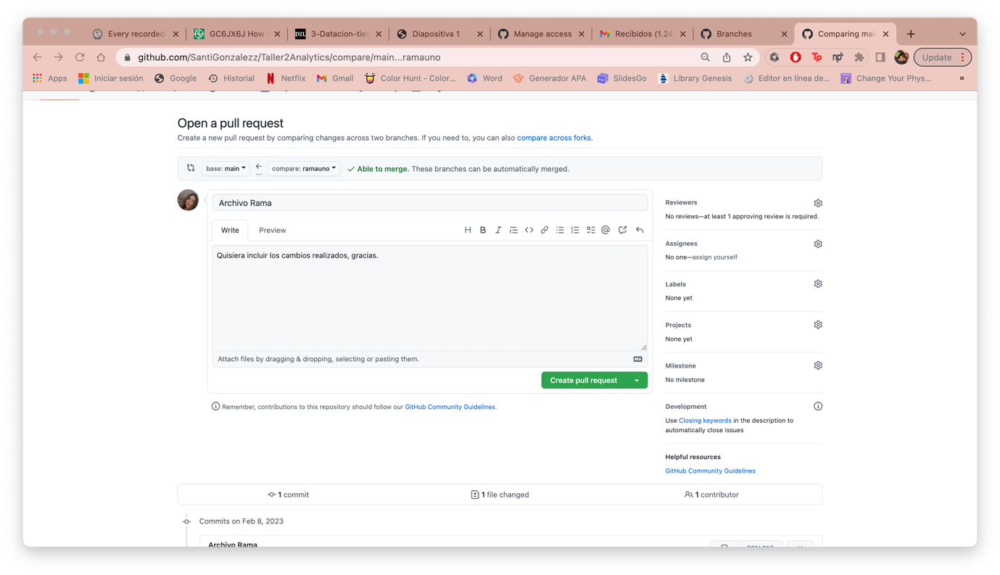 Every recorded
GC6JX6J How
DZL 3-Datacion-tier
Diapositiva 1
Manage access
Recibidos (1.24
Branches
Comparing main
github.com/SantiGonzalezz/Taller2Analytics/compare/main...ramauno
Update
Apps
Iniciar sesión
Google
Historial
Netflix
Gmail
Color Hunt - Color...
Word
Generador APA
SlidesGo
Library Genesis
Editor en línea de...
Change Your Phys...
»
Open a pull request
Create a new pull request by comparing changes across two branches. If you need to, you can also compare across forks.
base: main
compare: ramauno
Able to merge. These branches can be automatically merged.
Archivo Rama
Write
Preview
Quisiera incluir los cambios realizados, gracias.
Attach files by dragging & dropping, selecting or pasting them.
Create pull request
Remember, contributions to this repository should follow our GitHub Community Guidelines.
Reviewers
No reviews—at least 1 approving review is required.
Assignees
No one—assign yourself
Labels
None yet
Projects
None yet
Milestone
No milestone
Development
Use Closing keywords in the description to
automatically close issues
Helpful resources
GitHub Community Guidelines
1 commit
1 file changed
1 contributor
Commits on Feb 8, 2023
Archivo Rama